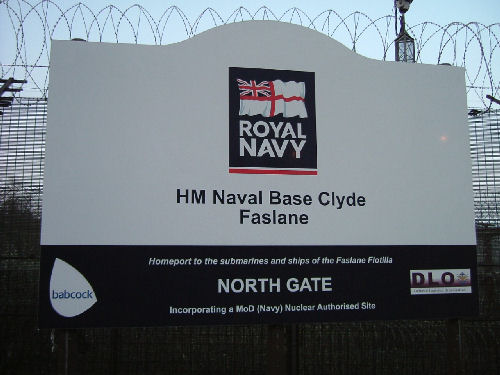 ROYAL
NAVY
HM Naval Base Clyde
Faslane
Homeport to the submarines and ships of the Faslane Flotilla
NORTH GATE
babcock
DLO
Incorporating a MoD (Navy) Nuclear Authorised Site